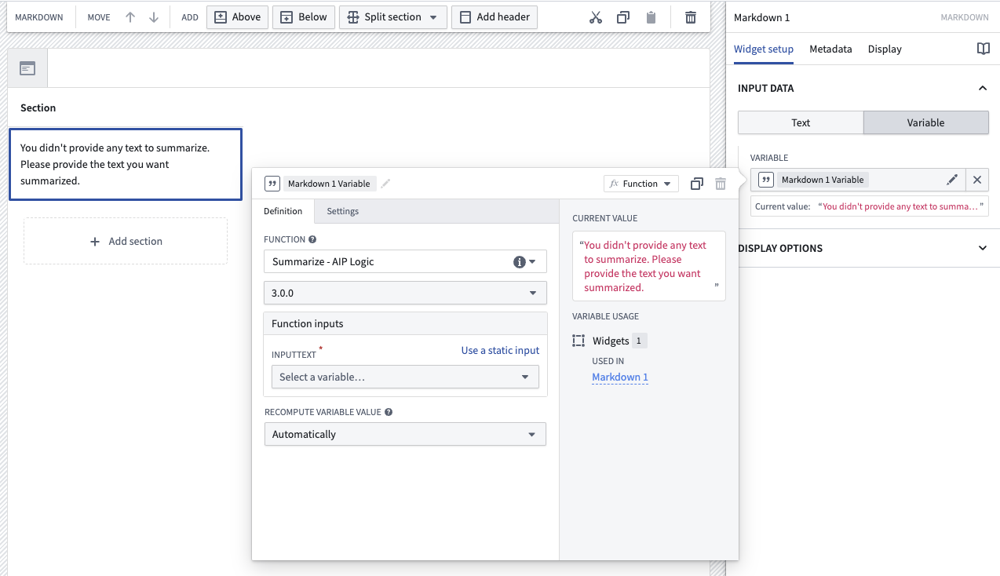 MARKDOWN MOVE ADD Above Below Split section Add header
Section
You didn't provide any text to summarize.
Please provide the text you want
summarized.
Add section
Markdown 1 Variable fx Function
Definition Settings
FUNCTION
Summarize - AIP Logic
3.0.0
Function inputs
INPUTTEXT * Use a static input
Select a variable…
RECOMPUTE VARIABLE VALUE
Automatically
CURRENT VALUE
“You didn't provide any text
to summarize. Please
provide the text you want
summarized. ”
VARIABLE USAGE
Widgets 1
USED IN
Markdown 1
Markdown 1 MARKDOWN
Widget setup Metadata Display
INPUT DATA
Text Variable
VARIABLE
Markdown 1 Variable
Current value: “You didn't provide any text to summa… ”
DISPLAY OPTIONS